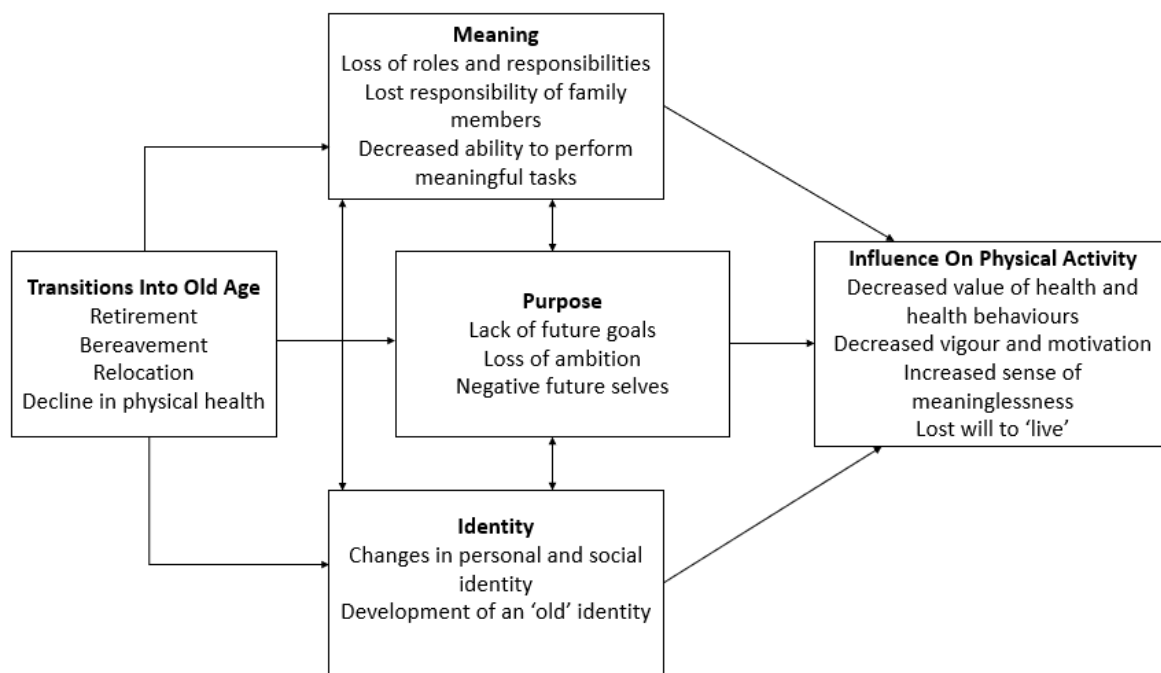 Meaning
Loss of roles and responsibilities
Lost responsibility of family
members
Decreased ability to perform
meaningful tasks
Transitions Into Old Age
Retirement
Bereavement
Relocation
Decline in physical health
Purpose
Lack of future goals
Loss of ambition
Negative future selves
Influence On Physical Activity
Decreased value of health and
health behaviours
Decreased vigour and motivation
Increased sense of
meaninglessness
Lost will to ‘live’
Identity
Changes in personal and social
identity
Development of an ‘old’ identity